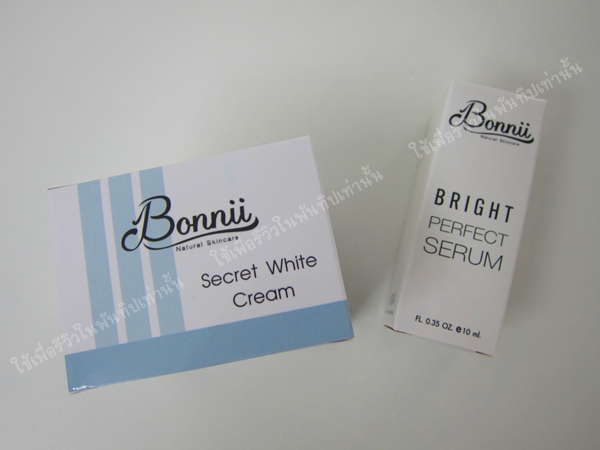 Bonnii
Natural Skincare
Secret White
Cream
Bonnii
Natural Skincare
BRIGHT
PERFECT
SERUM
FL 0.35 OZ. e 10 ml.
ใช้เพื่อรีวิวในพันทิปเท่านั้น
ใช้เพื่อรีวิวในพันทิปเท่านั้น
ใช้เพื่อรีวิวในพันทิปเท่านั้น